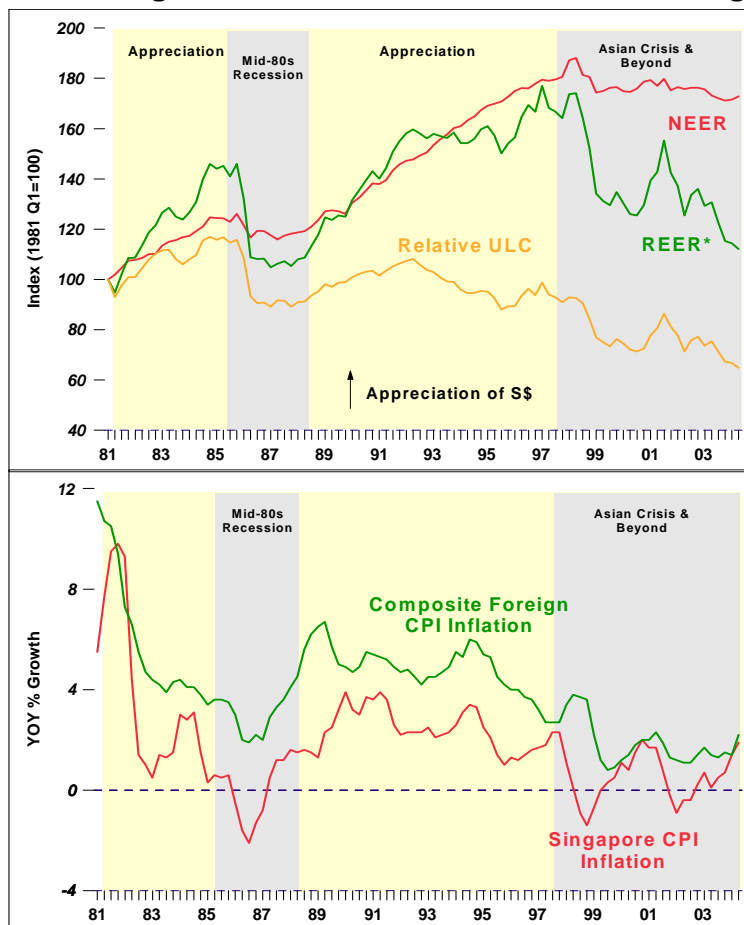 200
180
160
140
120
100
80
60
40
Index (1981 Q1=100)
Appreciation
Mid-80s
Recession
Appreciation
Asian Crisis &
Beyond
NEER
REER*
Relative ULC
Appreciation of S$
81 83 85 87 89 91 93 95 97 99 01 03
12
8
4
0
-4
YOY % Growth
Mid-80s
Recession
Asian Crisis &
Beyond
Composite Foreign
CPI Inflation
Singapore CPI
Inflation
81 83 85 87 89 91 93 95 97 99 01 03